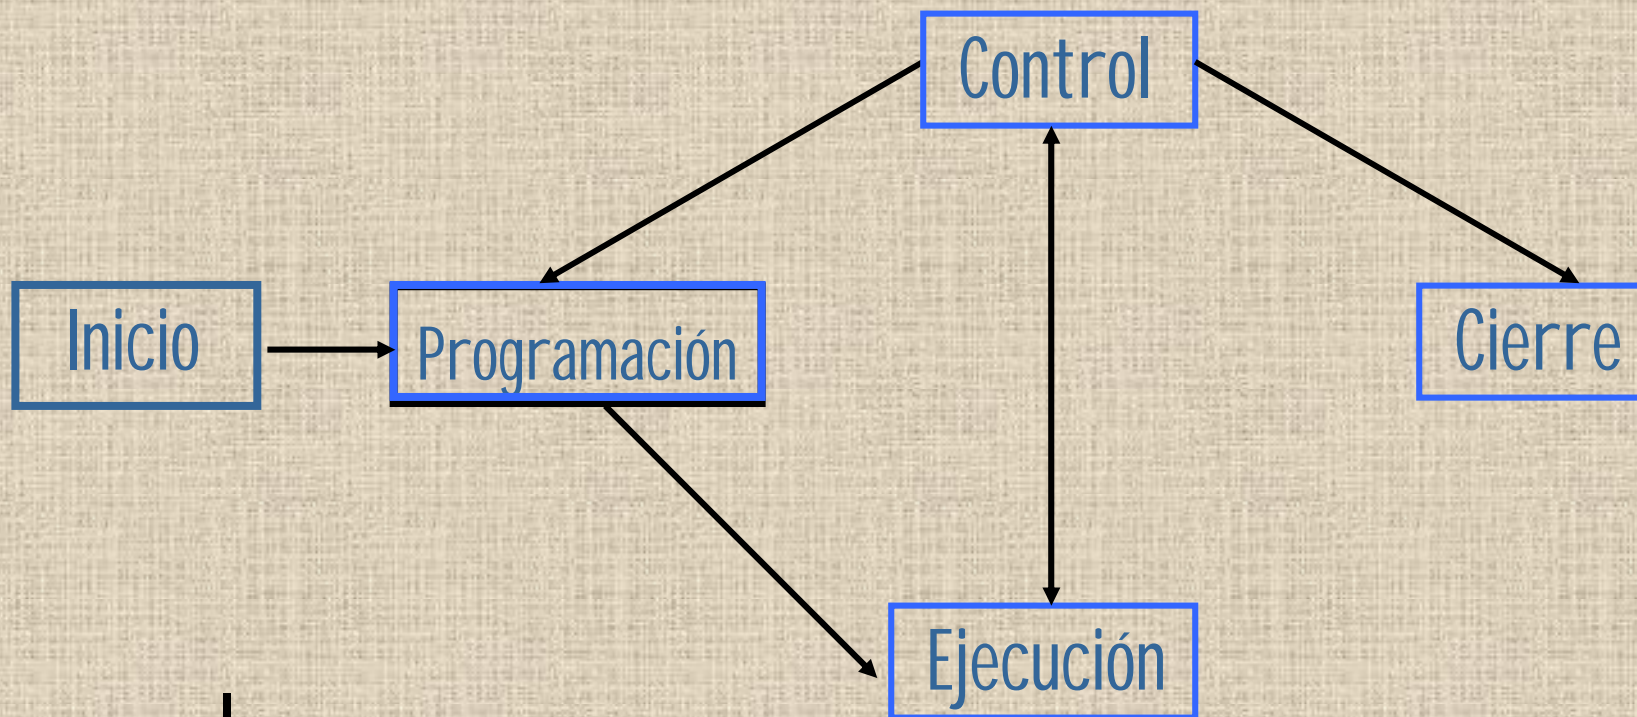 Control
Inicio
Programación
Cierre
Ejecución